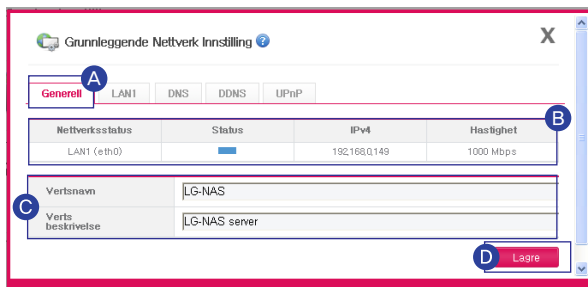 Grunnleggende Nettverk Innstilling ?
X
A
Generell LAN1 DNS DDNS UPnP
B
Nettverksstatus Status IPv4 Hastighet
LAN1 (eth0) 192,168,0,149 1000 Mbps
C
Vertsnavn LG-NAS
Verts
beskrivelse LG-NAS server
D Lagre